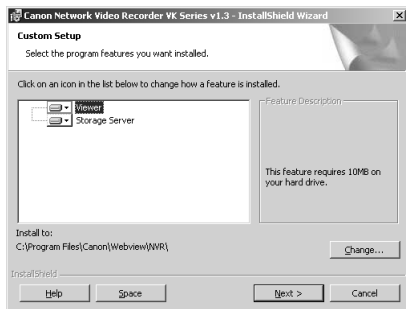 Canon Network Video Recorder VK Series v1.3 - InstallShield Wizard
Custom Setup
Select the program features you want installed.
Click on an icon in the list below to change how a feature is installed.
Viewer
Storage Server
Feature Description
This feature requires 10MB on
your hard drive.
Install to:
C:\Program Files\Canon\Webview\NVR\
Change...
InstallShield
Help
Space
Next >
Cancel